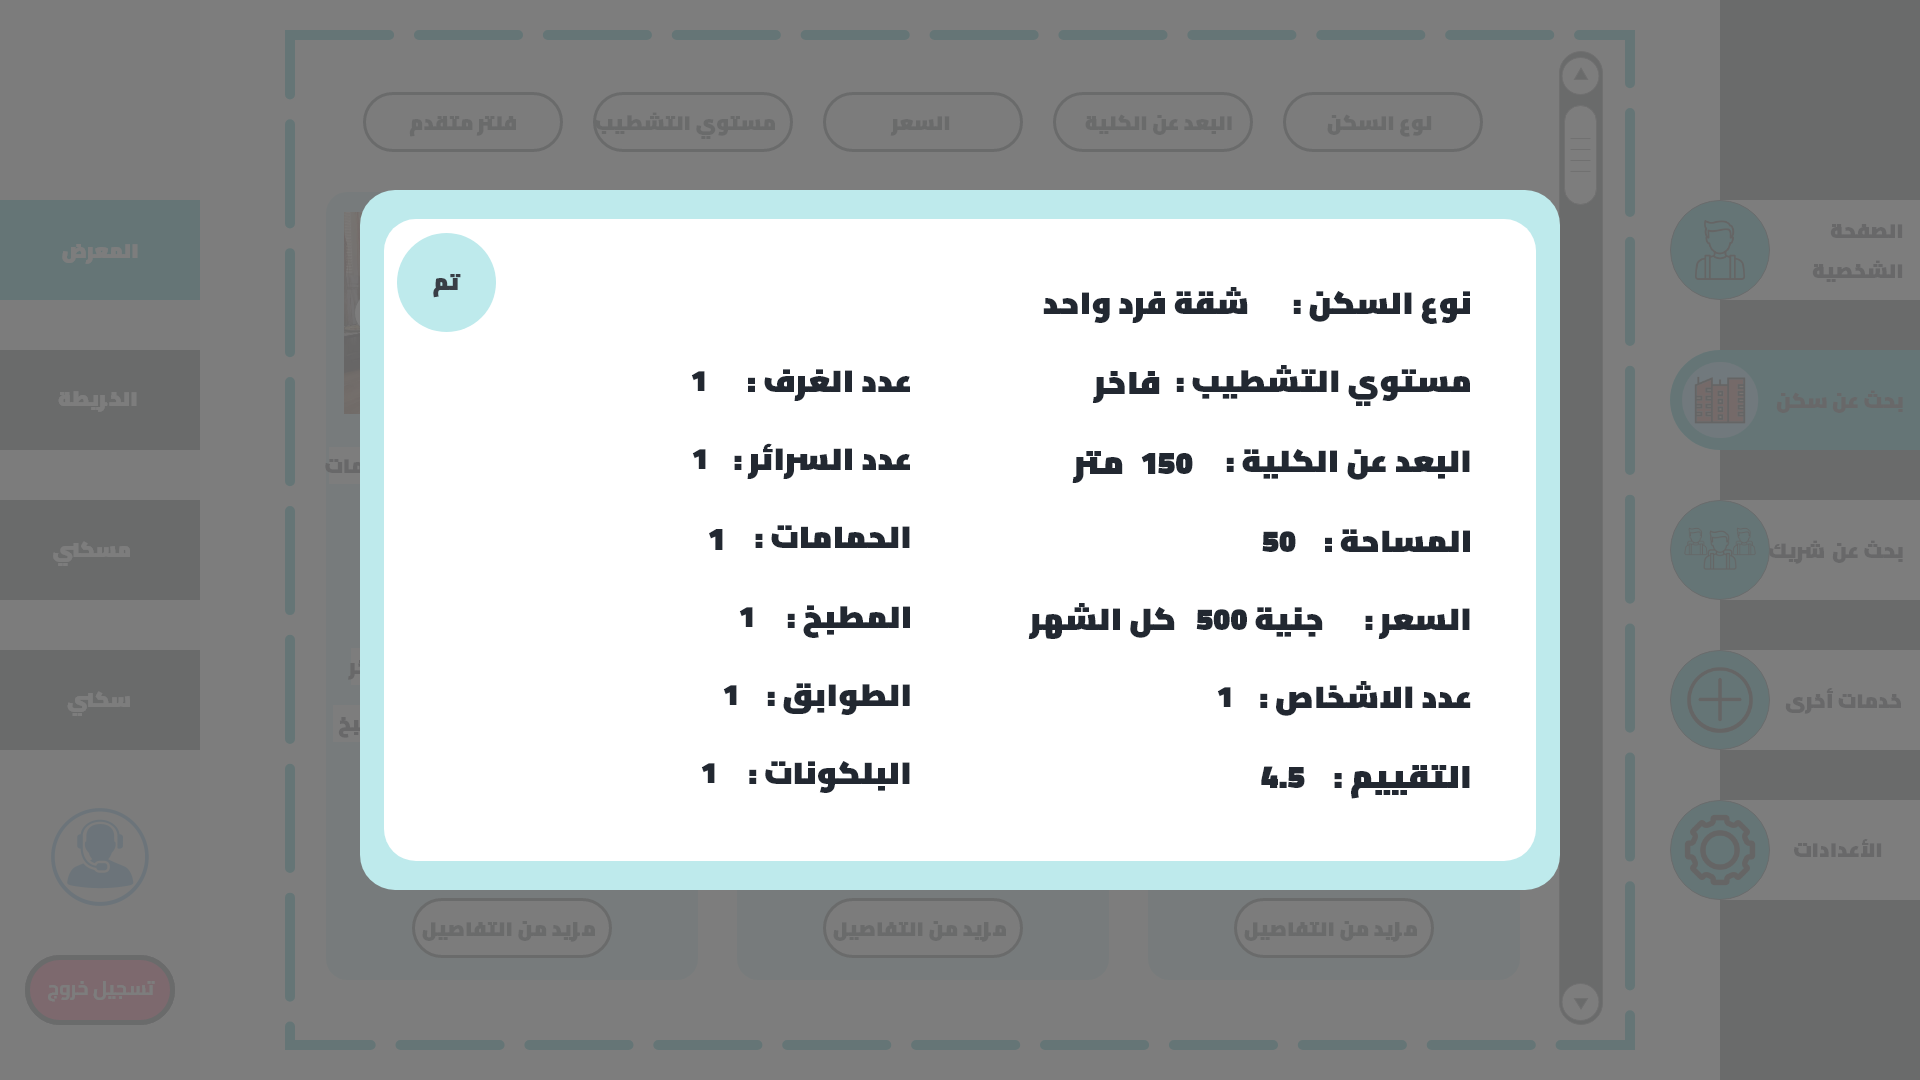 فلتر متقدم
مستوي التشطيب
السعر
البعد عن الكلية
نوع السكن
المعرض
الخريطة
مسكني
سكني
تسجيل خروج
الصفحة
الشخصية
بحث عن سكن
بحث عن شريك
خدمات أخرى
الأعدادات
تم
نوع السكن : شقة فرد واحد
مستوي التشطيب : فاخر
البعد عن الكلية : 150 متر
المساحة : 50
السعر : جنية 500 كل الشهر
عدد الاشخاص : 1
التقييم : 4.5
عدد الغرف : 1
عدد السرائر : 1
الحمامات : 1
المطبخ : 1
الطوابق : 1
البلكونات : 1
مزيد من التفاصيل
مزيد من التفاصيل
مزيد من التفاصيل